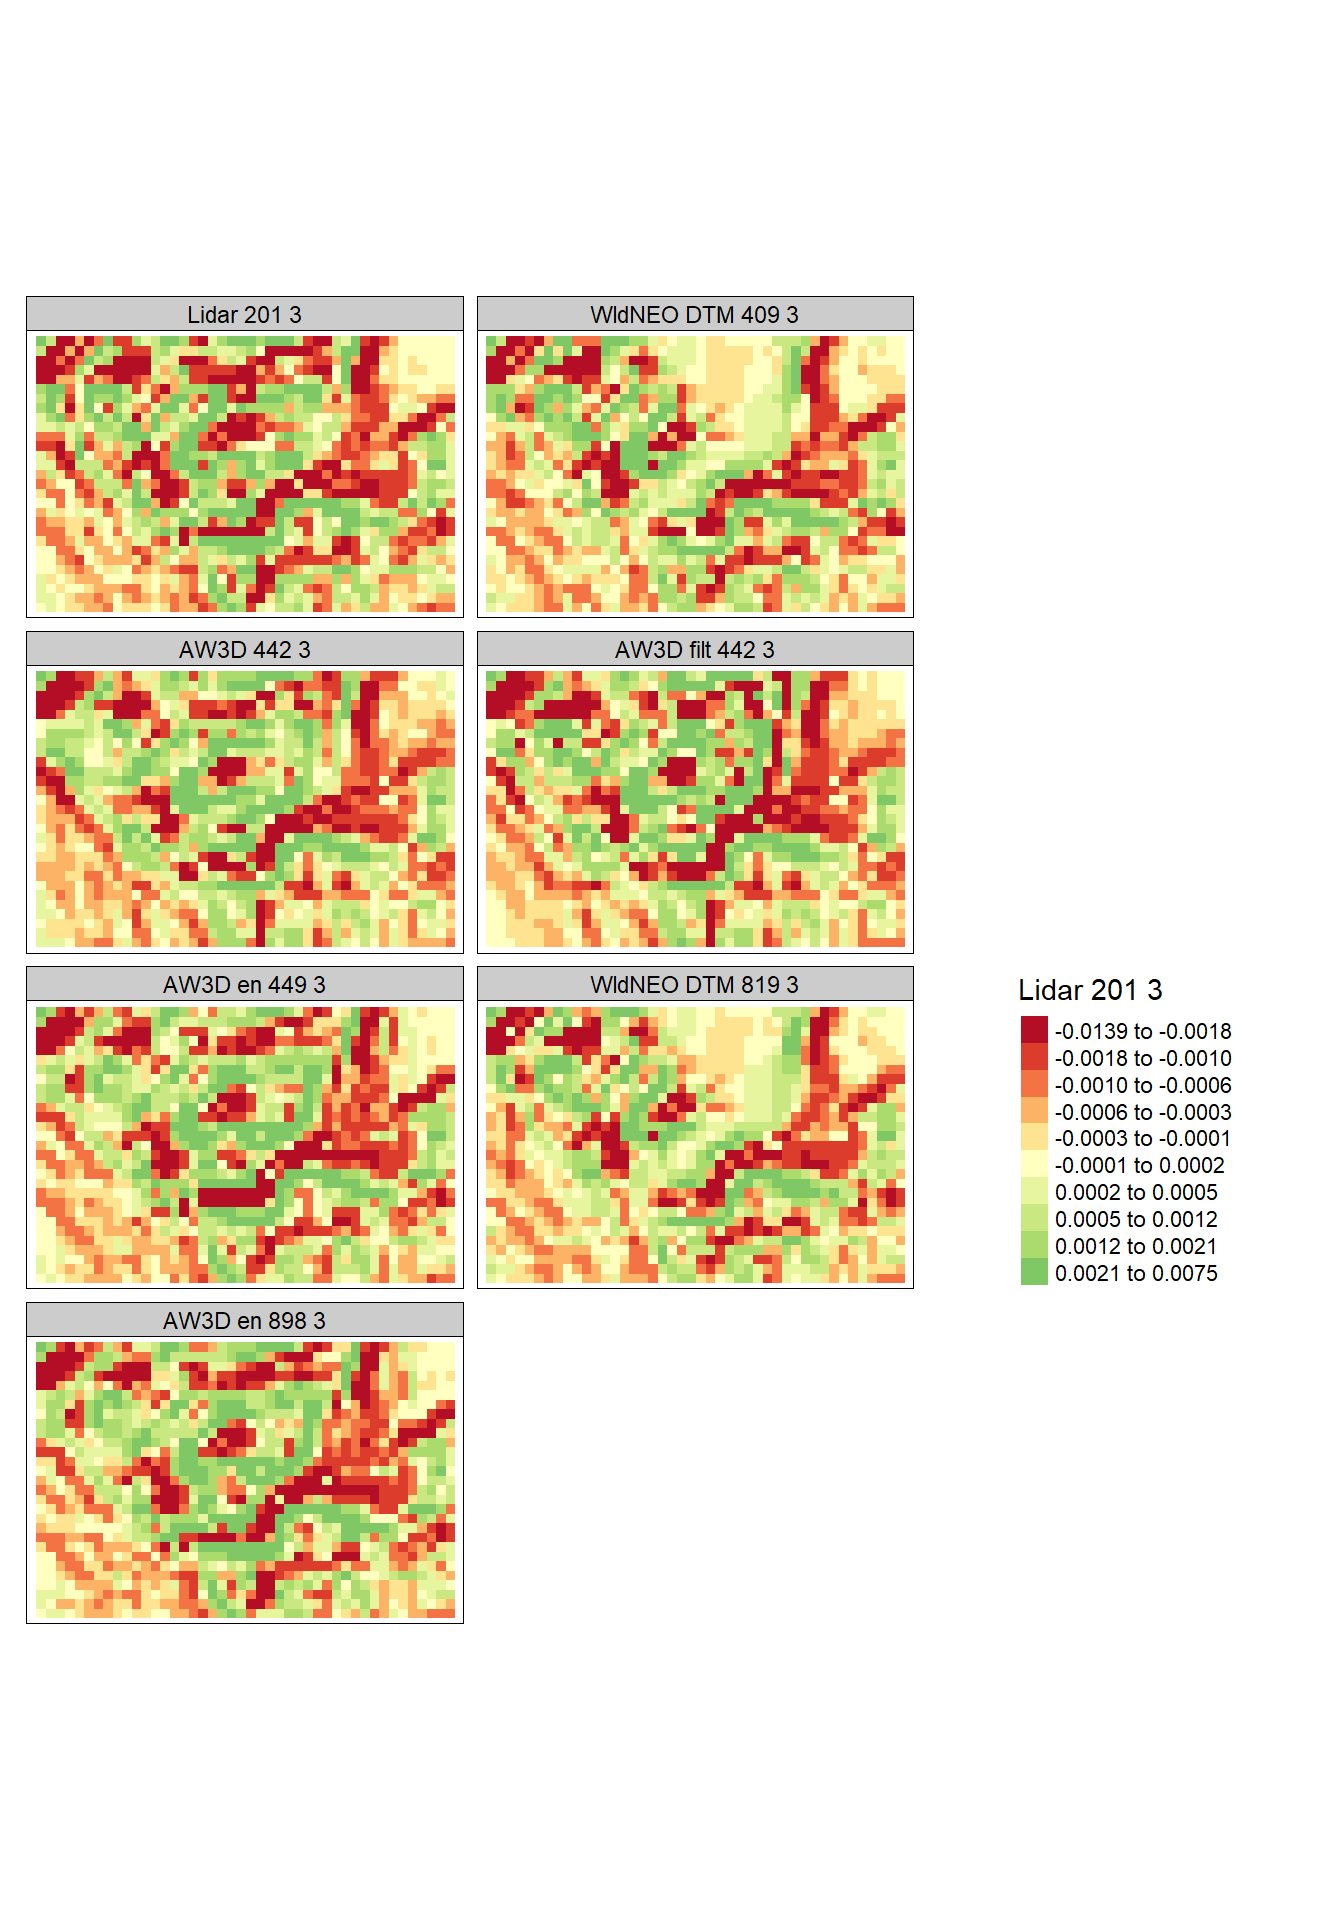 Lidar 201 3
WldNEO DTM 409 3
AW3D 442 3
AW3D filt 442 3
AW3D en 449 3
WldNEO DTM 819 3
AW3D en 898 3
Lidar 201 3
-0.0139 to -0.0018
-0.0018 to -0.0010
-0.0010 to -0.0006
-0.0006 to -0.0003
-0.0003 to -0.0001
-0.0001 to 0.0002
0.0002 to 0.0005
0.0005 to 0.0012
0.0012 to 0.0021
0.0021 to 0.0075